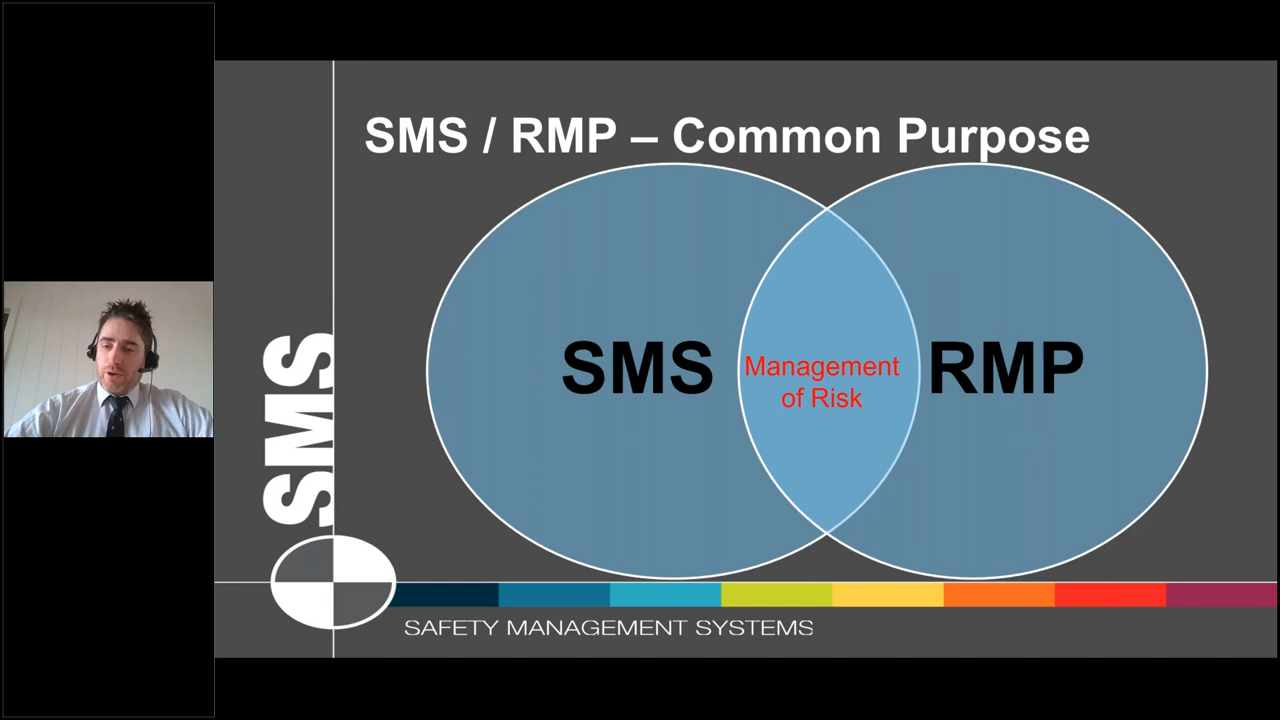 SMS / RMP – Common Purpose
SMS
Management
of Risk
RMP
SMS
SAFETY MANAGEMENT SYSTEMS